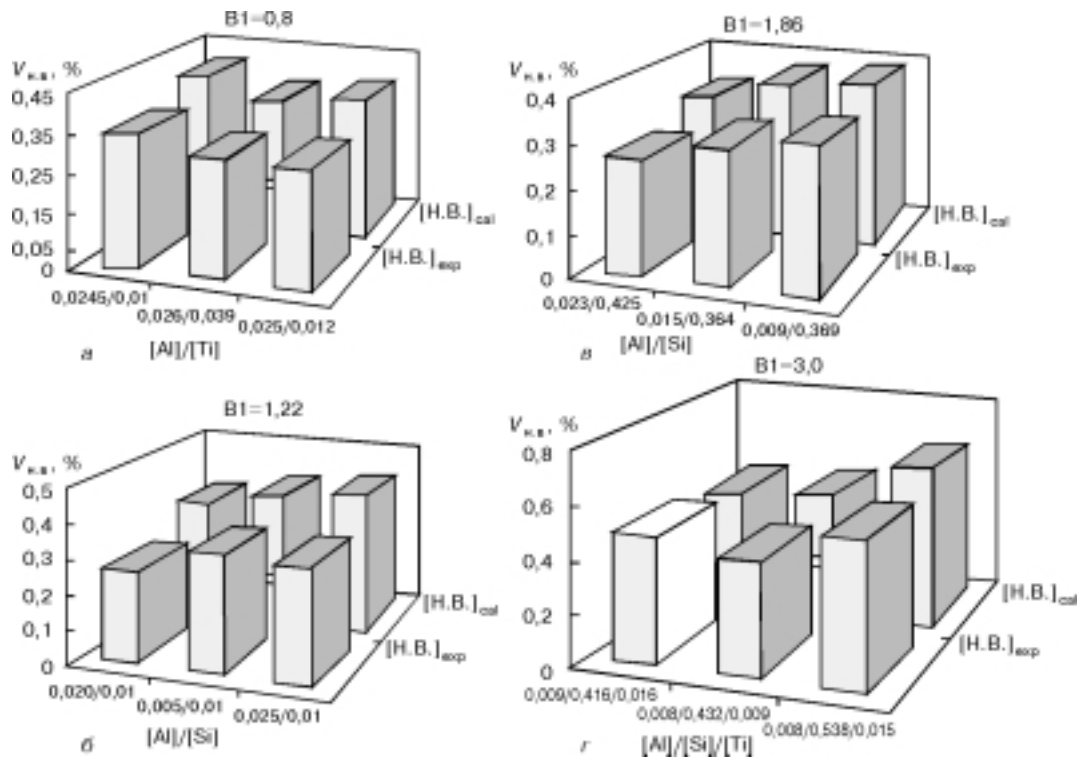 B1=0,8
Vн.в, %
0,45
0,35
0,25
0,15
0,05
0
[Н.В.]cal
[Н.В.]exp
0,0245/0,01
0,026/0,039
0,025/0,012
а
[Al]/[Ti]
B1=1,86
Vн.в, %
0,4
0,3
0,2
0,1
0
[Н.В.]cal
[Н.В.]exp
0,023/0,425
0,015/0,364
0,009/0,369
в
[Al]/[Si]
B1=1,22
Vн.в, %
0,5
0,4
0,3
0,2
0,1
0
[Н.В.]cal
[Н.В.]exp
0,020/0,01
0,005/0,01
0,025/0,01
б
[Al]/[Si]
B1=3,0
Vн.в, %
0,8
0,6
0,4
0,2
0
[Н.В.]cal
[Н.В.]exp
0,009/0,416/0,016
0,008/0,432/0,009
0,008/0,538/0,015
г
[Al]/[Si]/[Ti]